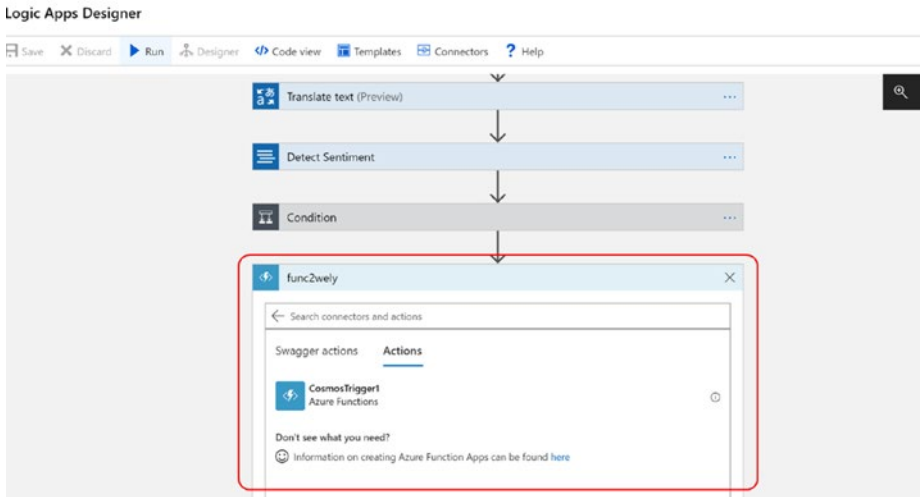 Logic Apps Designer
Save Discard Run Designer </> Code view Templates Connectors ? Help
Translate text (Preview) ...
Detect Sentiment ...
Condition ...
func2wely
Search connectors and actions
Swagger actions Actions
CosmosTrigger1
Azure Functions
Don't see what you need?
Information on creating Azure Function Apps can be found here